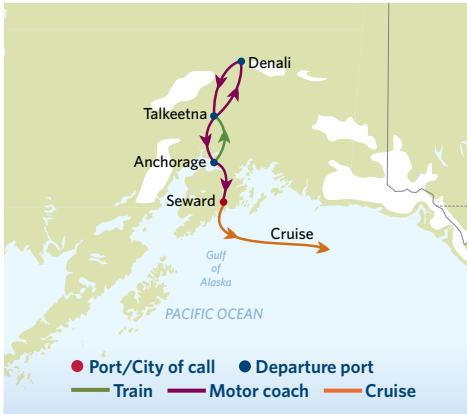 Denali
Talkeetna
Anchorage
Seward
Cruise
Gulf
of
Alaska
PACIFIC OCEAN
Port/City of call Departure port
Train Motor coach Cruise